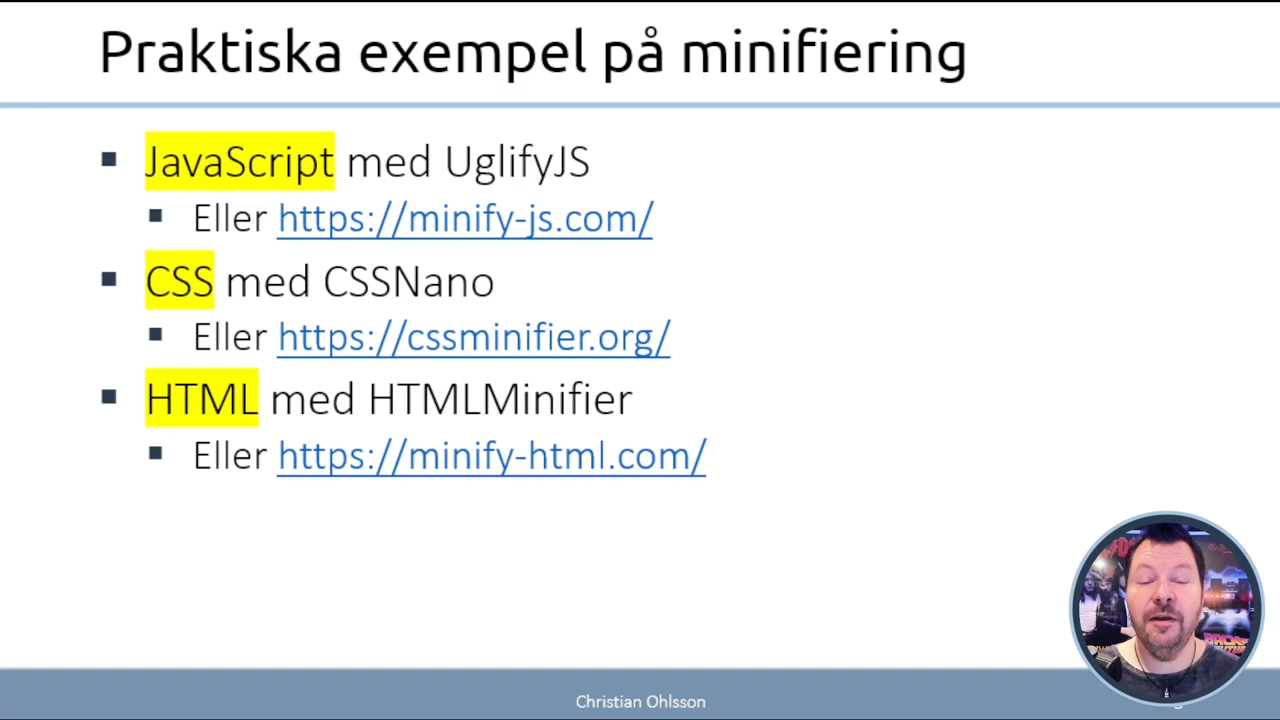 Praktiska exempel på minifiering
JavaScript med UglifyJS
Eller https://minify-js.com/
CSS med CSSNano
Eller https://cssminifier.org/
HTML med HTMLMinifier
Eller https://minify-html.com/
BACK
Christian Ohlsson